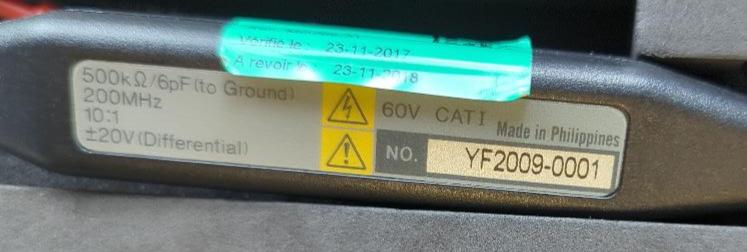 Vérifié le: 23-11-2017
A revoir le: 23-11-2018
500kΩ/6pF(to Ground)
200MHz
10:1
±20V(Differential)
60V CAT I
Made in Philippines
NO. YF2009-0001